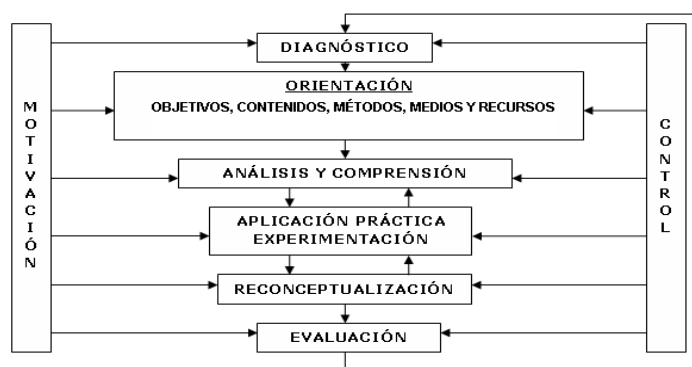 DIAGNÓSTICO
ORIENTACIÓN
OBJETIVOS, CONTENIDOS, MÉTODOS, MEDIOS Y RECURSOS
MOTIVACIÓN
CONTROL
ANÁLISIS Y COMPRENSIÓN
APLICACIÓN PRÁCTICA
EXPERIMENTACIÓN
RECONCEPTUALIZACIÓN
EVALUACIÓN